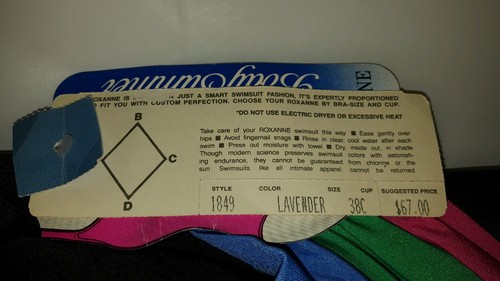 Body Glimmer
NE
ROXANNE IS JUST A SMART SWIMSUIT FASHION, IT'S EXPERTLY PROPORTIONED
FIT YOU WITH CUSTOM PERFECTION. CHOOSE YOUR ROXANNE BY BRA-SIZE AND CUP.
*DO NOT USE ELECTRIC DRYER OR EXCESSIVE HEAT
B
C
D
Take care of your ROXANNE swimsuit this way ■ Ease gently over
hips ■ Avoid fingernail snags ■ Rinse in clear, cool water after each
swim ■ Press out moisture with towel ■ Dry, inside out, in shade
Though modern science preserves swimsuit colors with astonish-
ing endurance, they cannot be guaranteed from chlorine or the
sun Swimsuits, like all intimate apparel cannot be returned
STYLE COLOR SIZE CUP SUGGESTED PRICE
1849 LAVENDER 38C $67.00